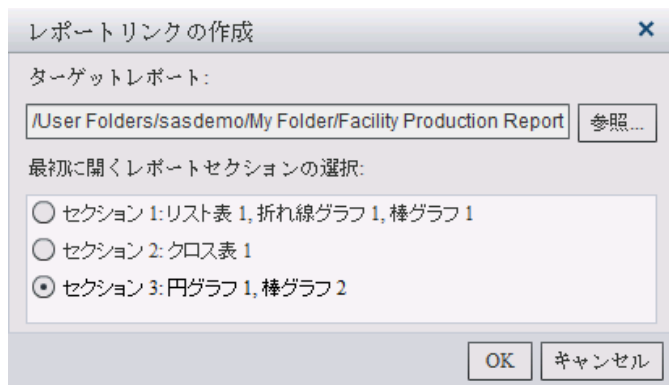 レポートリンクの作成
ターゲットレポート:
/User Folders/sasdemo/My Folder/Facility Production Report 参照...
最初に開くレポートセクションの選択:
セクション 1: リスト表 1, 折れ線グラフ 1, 棒グラフ 1
セクション 2: クロス表 1
セクション 3: 円グラフ 1, 棒グラフ 2
OK キャンセル